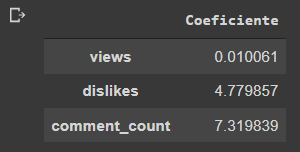 Coeficiente
views 0.010061
dislikes 4.779857
comment_count 7.319839